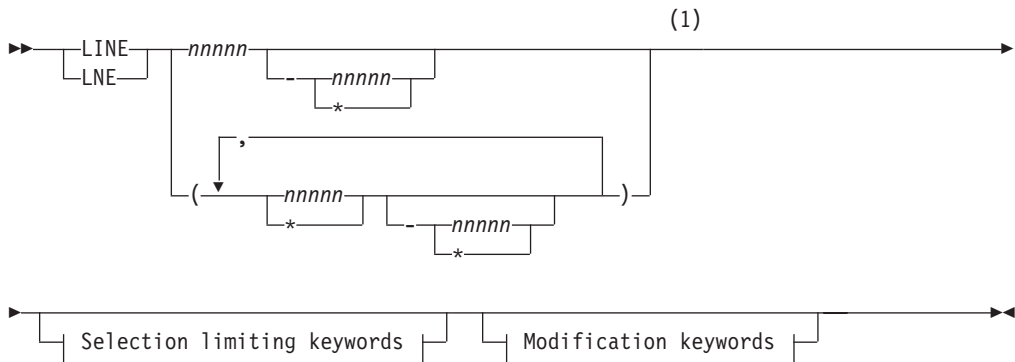 (1)
LINE nnnnn
LNE - nnnnn
*
,
( nnnnn )
* - nnnnn
*
Selection limiting keywords Modification keywords